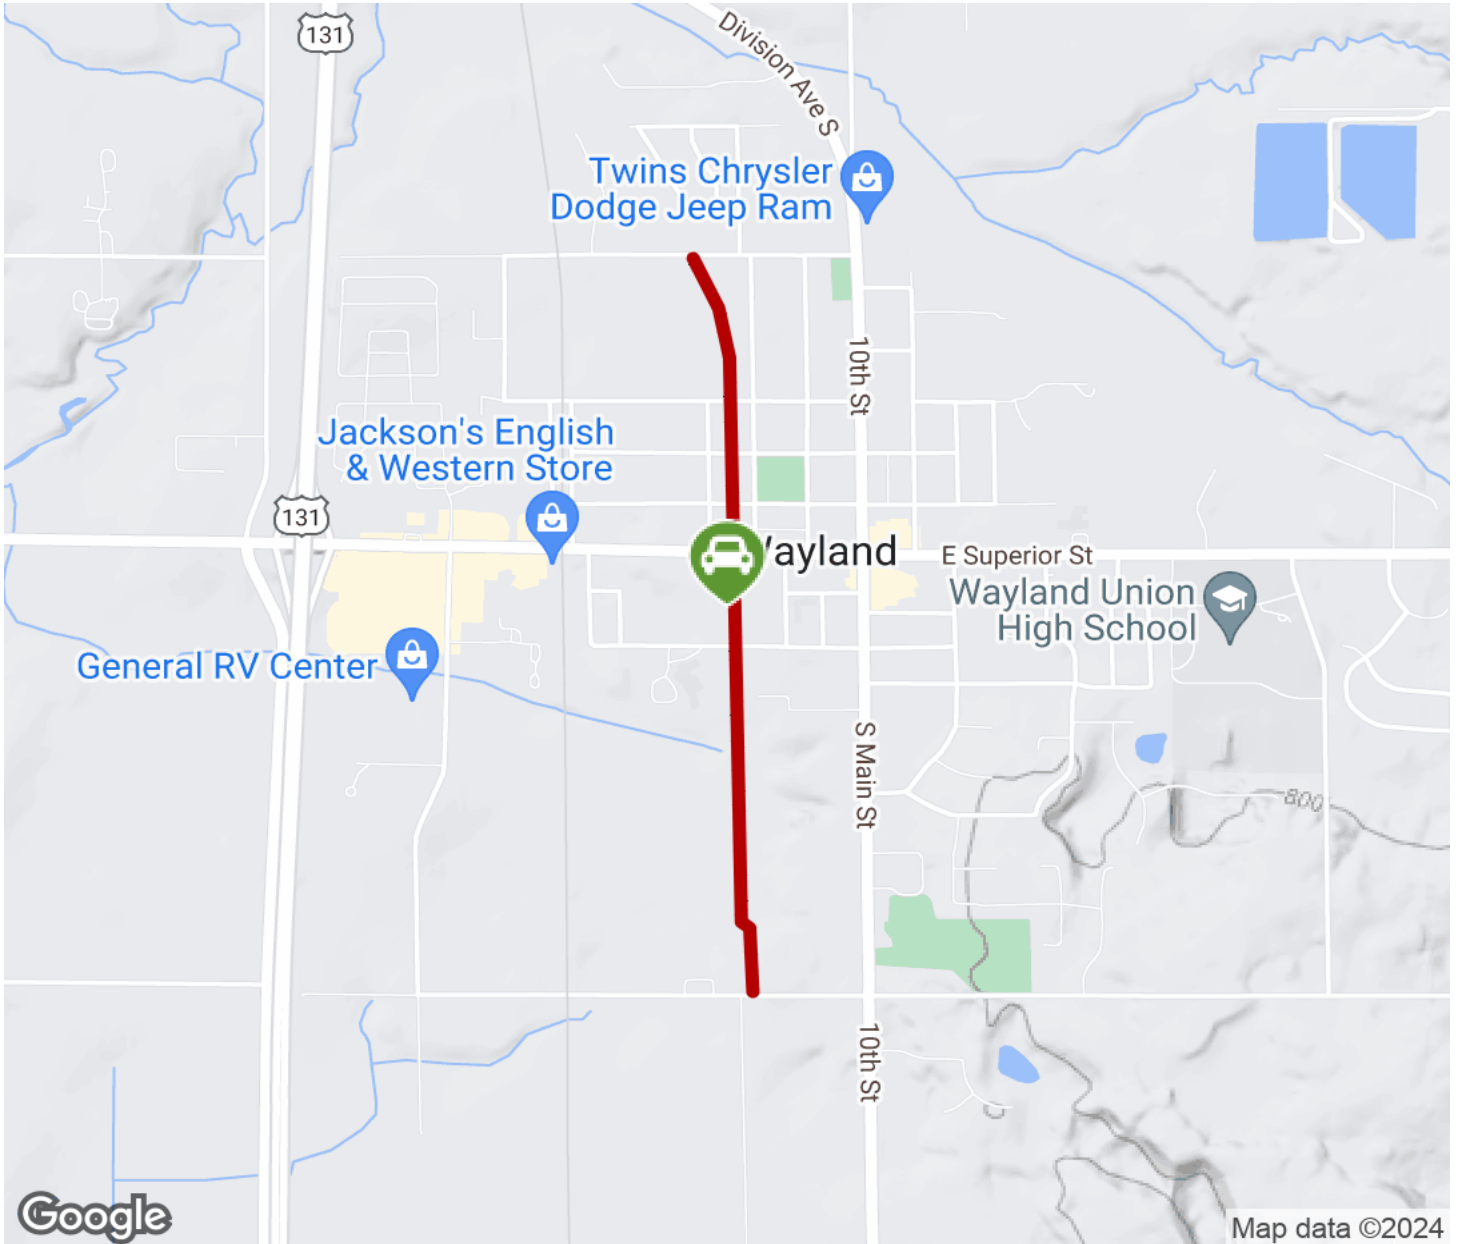 131
Division Ave S
Twins Chrysler
Dodge Jeep Ram
10th St
Jackson's English
& Western Store
131
ayland
E Superior St
Wayland Union
High School
General RV Center
S Main St
800
10th St
Google
Map data ©2024